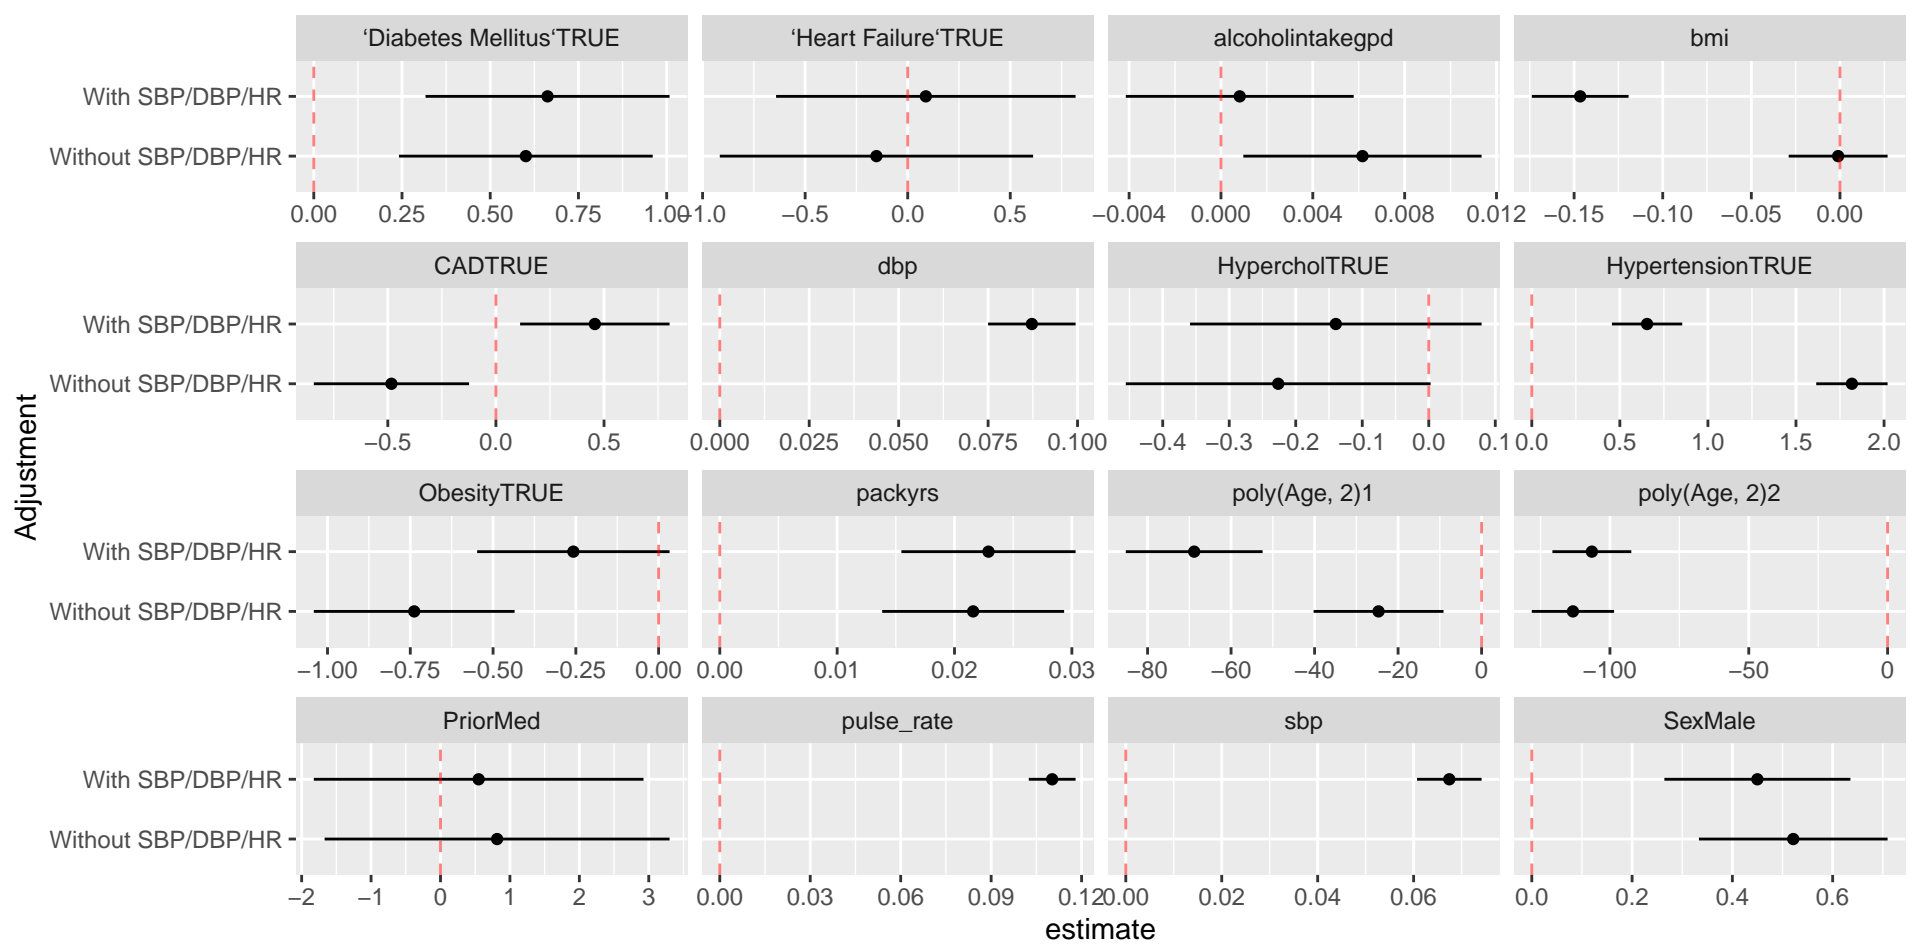 ‘Diabetes Mellitus‘TRUE ‘Heart Failure‘TRUE alcoholintakegpd bmi
With SBP/DBP/HR
Without SBP/DBP/HR
0.00 0.25 0.50 0.75 1.00 −1.0 −0.5 0.0 0.5 −0.004 0.000 0.004 0.008 0.012 −0.15 −0.10 −0.05 0.00
CADTRUE dbp HypercholTRUE HypertensionTRUE
With SBP/DBP/HR
Without SBP/DBP/HR
−0.5 0.0 0.5 0.000 0.025 0.050 0.075 0.100 −0.4 −0.3 −0.2 −0.1 0.0 0.1 0.0 0.5 1.0 1.5 2.0
Adjustment
ObesityTRUE packyrs poly(Age, 2)1 poly(Age, 2)2
With SBP/DBP/HR
Without SBP/DBP/HR
−1.00 −0.75 −0.50 −0.25 0.00 0.00 0.01 0.02 0.03 −80 −60 −40 −20 0 −100 −50 0
PriorMed pulse_rate sbp SexMale
With SBP/DBP/HR
Without SBP/DBP/HR
−2 −1 0 1 2 3 0.00 0.03 0.06 0.09 0.12 0.00 0.02 0.04 0.06 0.0 0.2 0.4 0.6
estimate